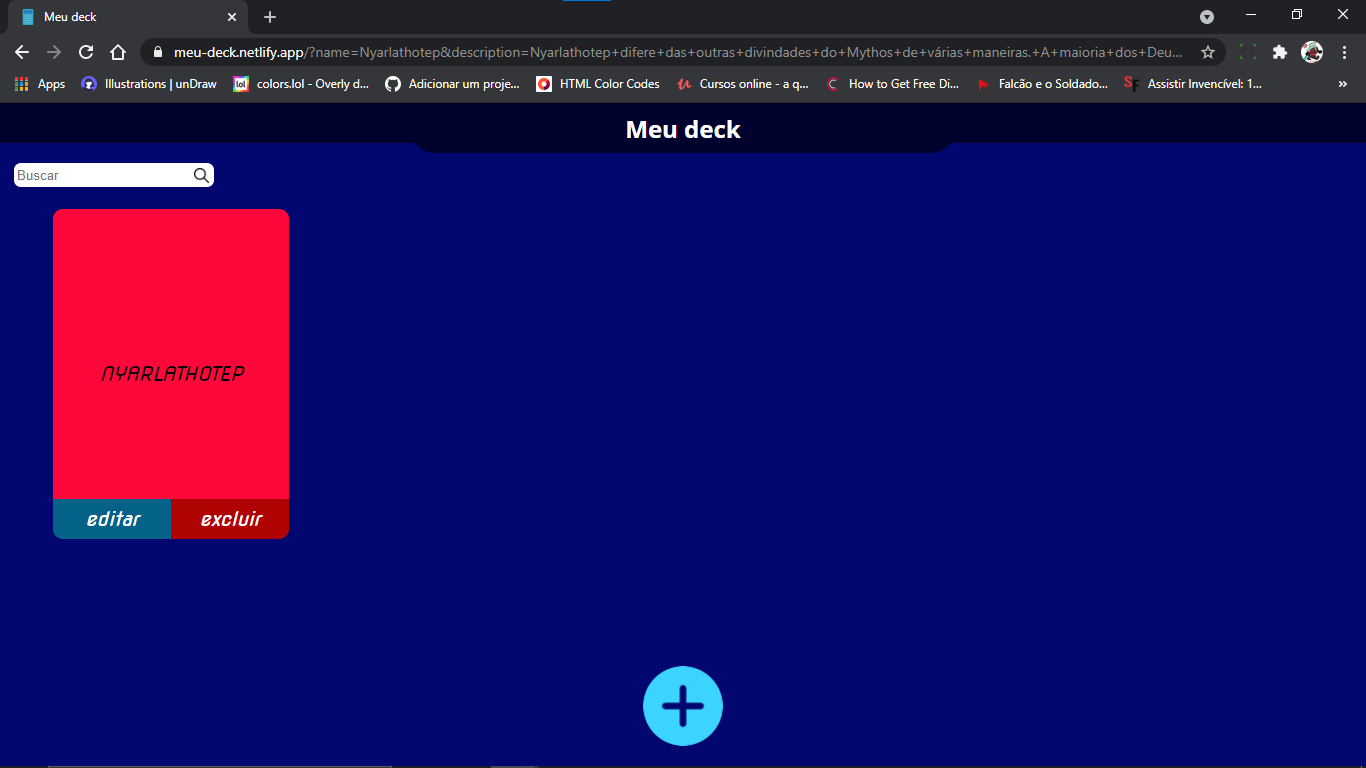 Meu deck
meu-deck.netlify.app/?name=Nyarlathotep&description=Nyarlathotep+difere+das+outras+divindades+do+Mythos+de+várias+maneiras.+A+maioria+dos+Deu...
Apps Illustrations | unDraw lol colors.lol - Overly d... Adicionar um proje... HTML Color Codes Cursos online - a q... How to Get Free Di... Falcão e o Soldado... SF Assistir Invencível: 1... »
Meu deck
Buscar
NYARLATHOTEP
editar excluir